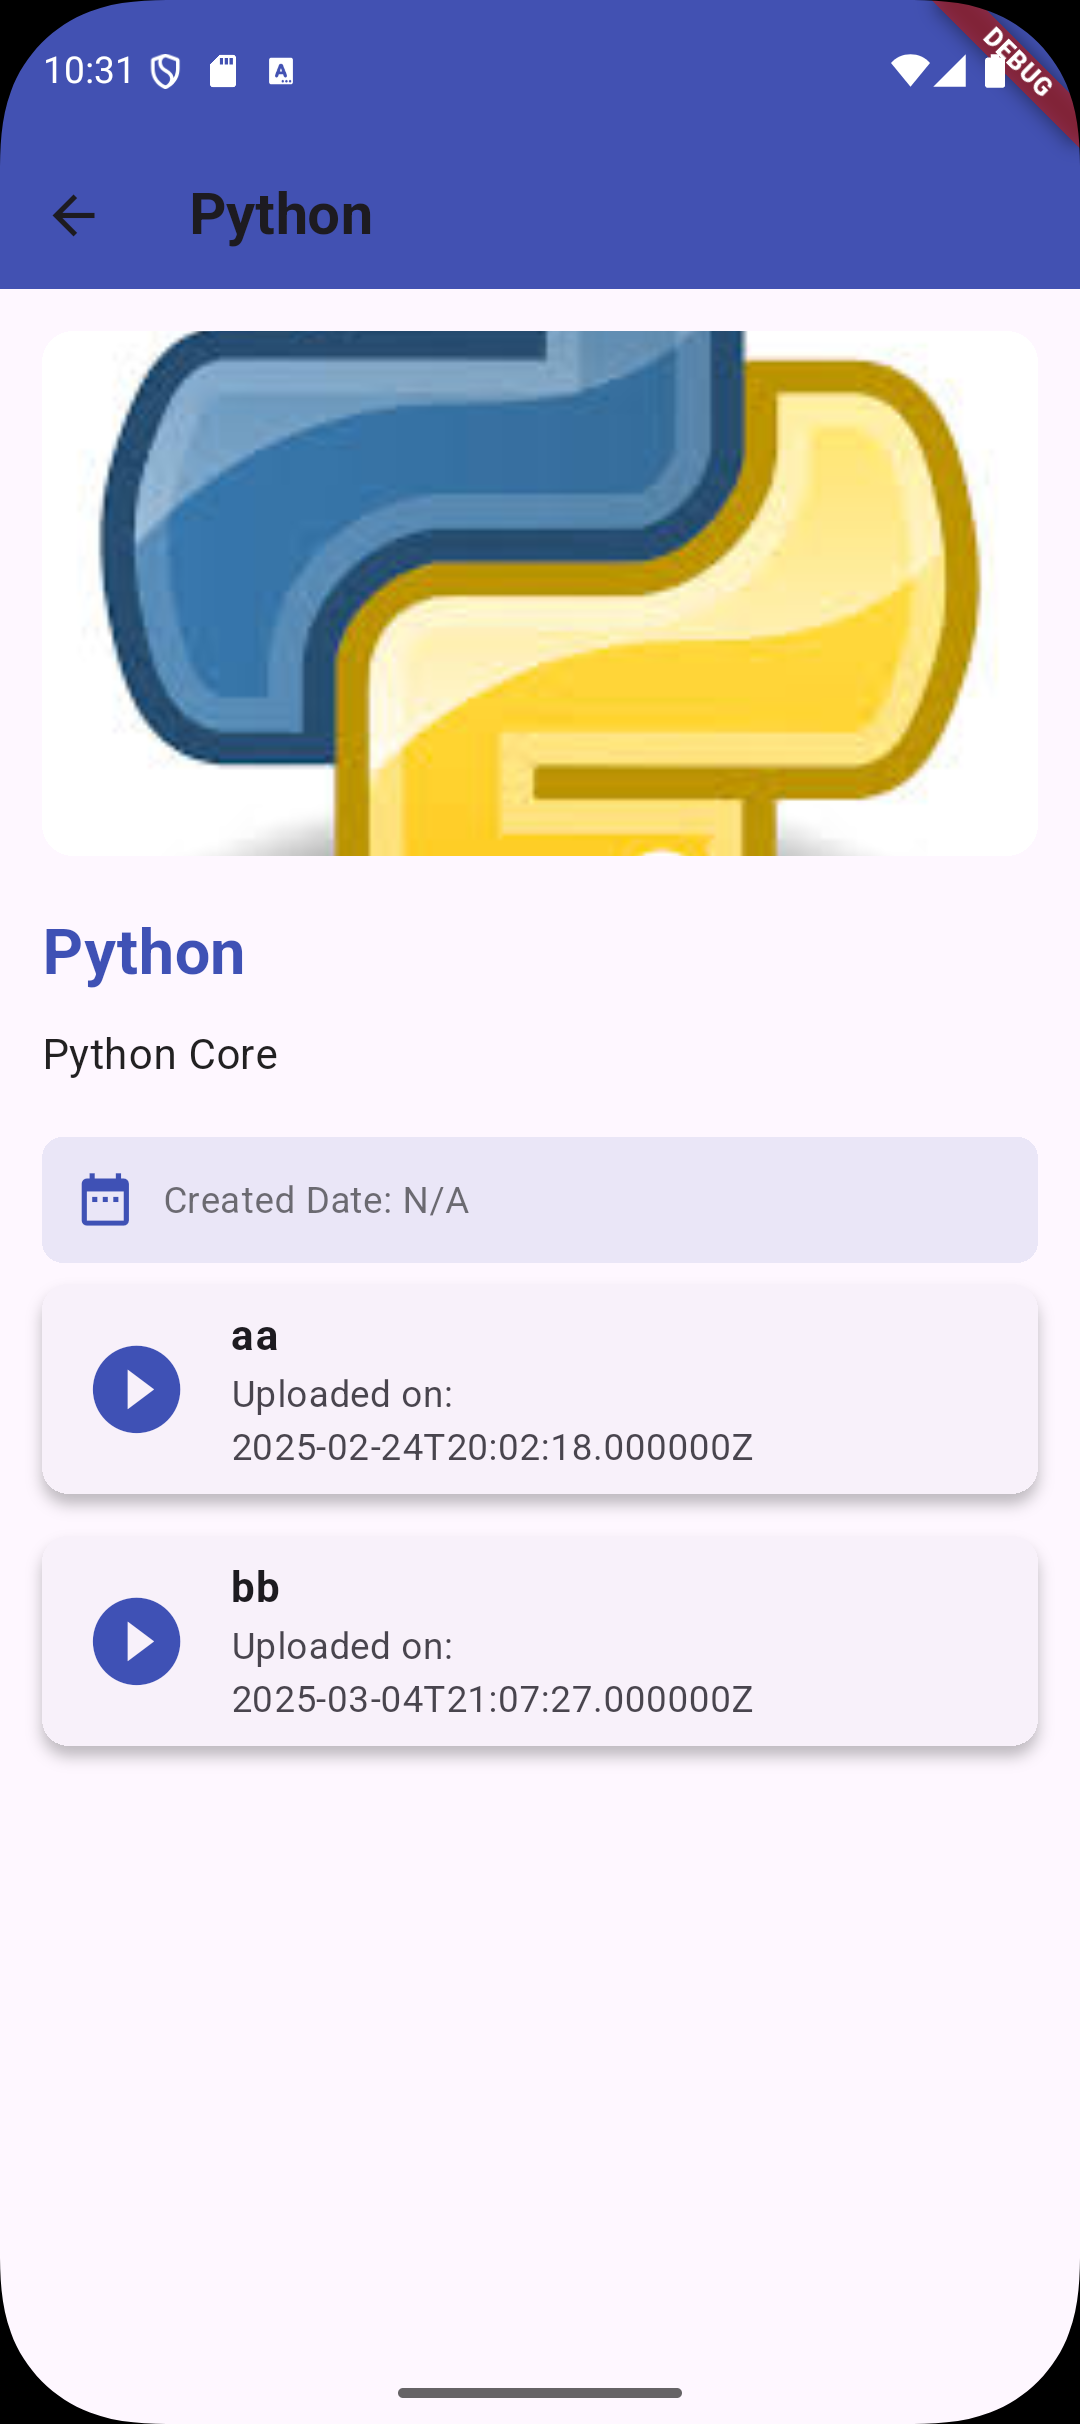 10:31
DEBUG
Python
Python
Python Core
Created Date: N/A
aa
Uploaded on:
2025-02-24T20:02:18.000000Z
bb
Uploaded on:
2025-03-04T21:07:27.000000Z